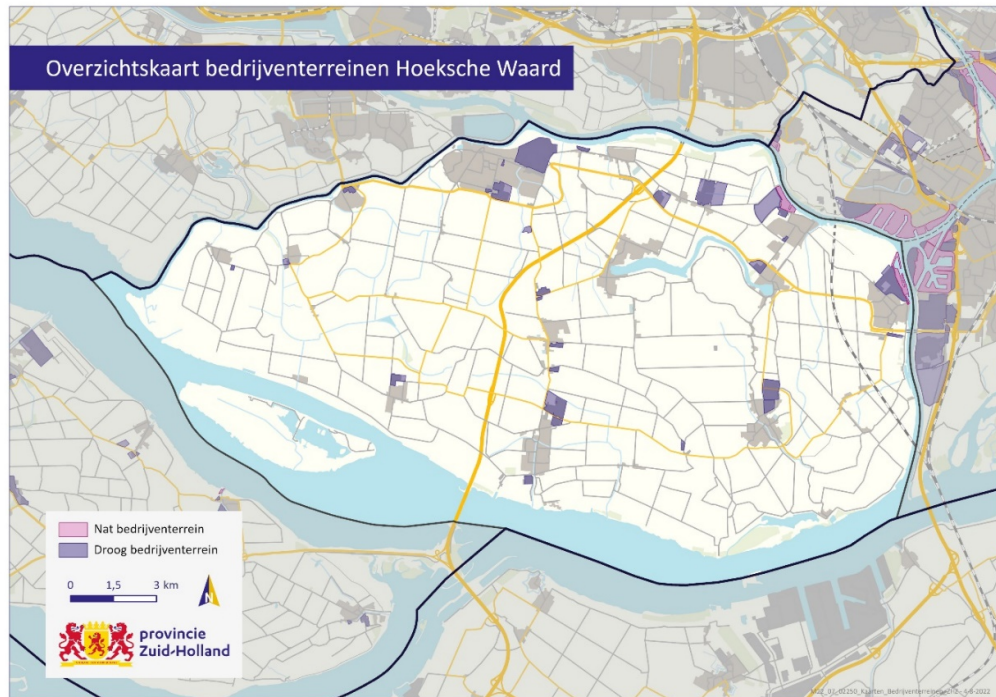 Overzichtskaart bedrijventerreinen Hoeksche Waard
Nat bedrijventerrein
Droog bedrijventerrein
0 1,5 3 km
N
provincie
Zuid-Holland